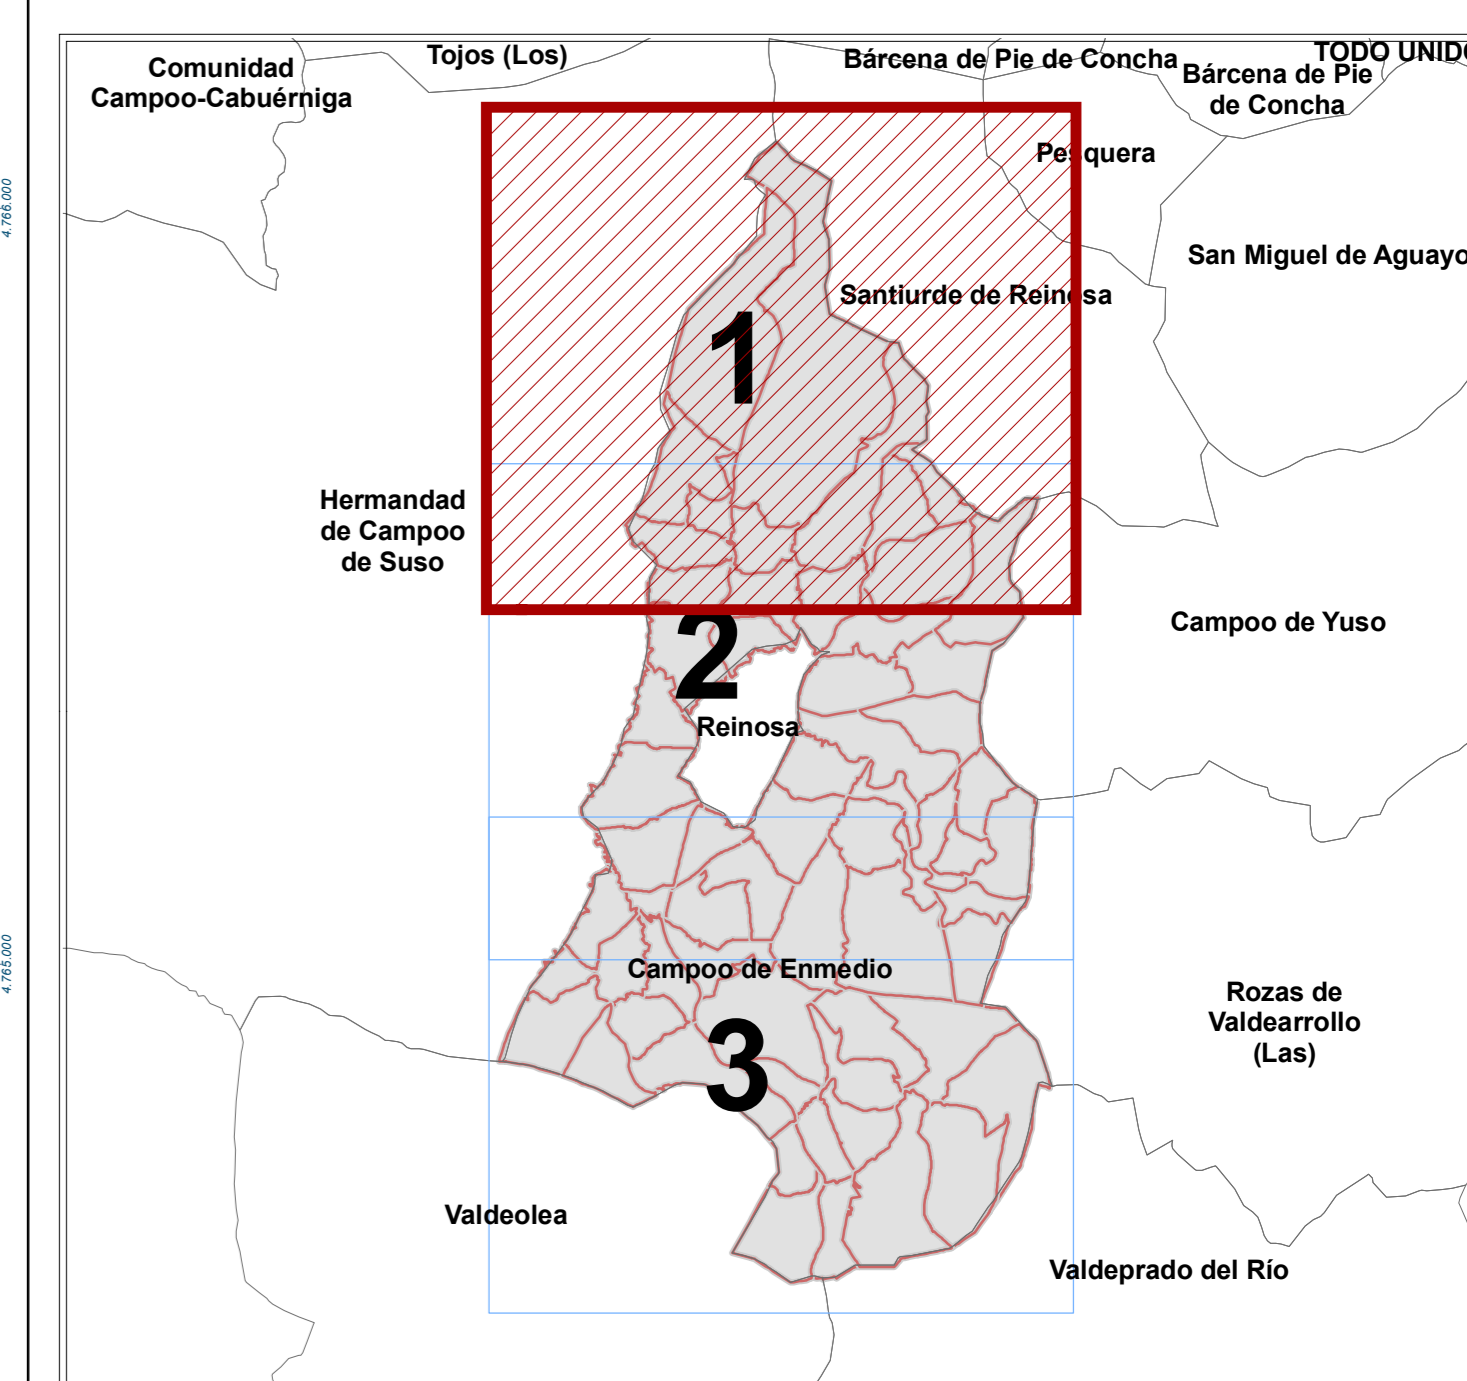 Comunidad
Campoo-Cabuérniga
Tojos (Los)
Bárcena de Pie de Concha
TODO UNIDO
Bárcena de Pie
de Concha
Pesquera
4.766.000
San Miguel de Aguayo
Santiurde de Reinosa
1
Hermandad
de Campoo
de Suso
Campoo de Yuso
2
Reinosa
4.765.000
Campoo de Enmedio
Rozas de
Valdearrollo
(Las)
3
Valdeolea
Valdeprado del Río